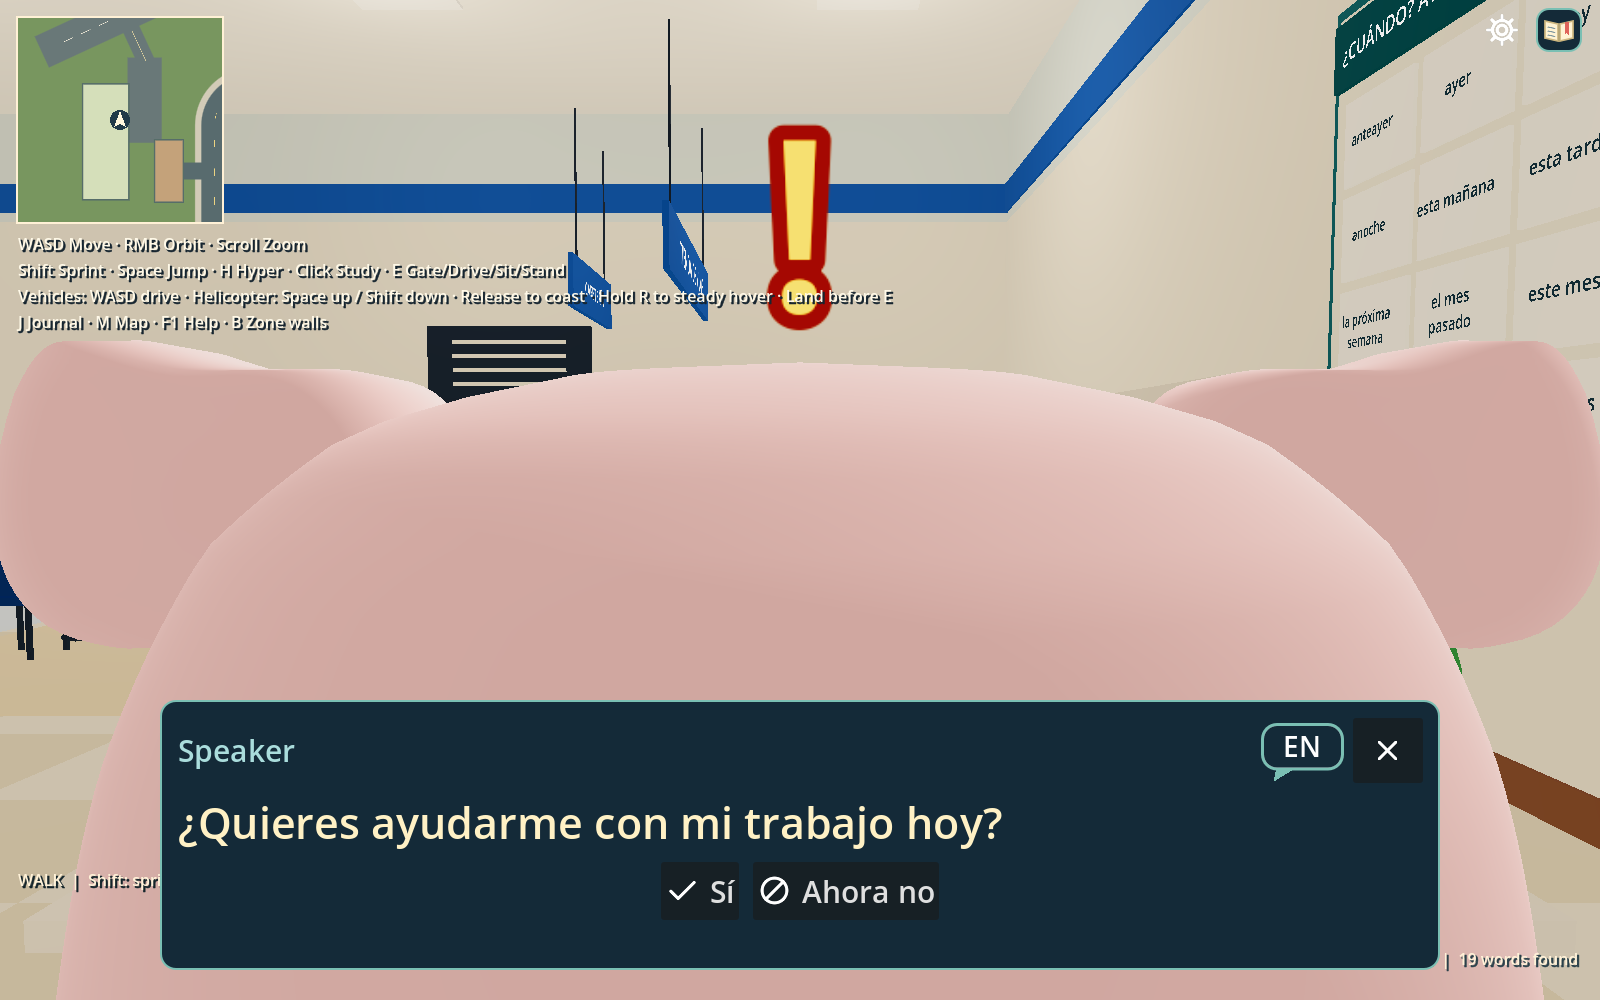 WASD Move · RMB Orbit · Scroll Zoom
Shift Sprint · Space Jump · H Hyper · Click Study · E Gate/Drive/Sit/Stand
Vehicles: WASD drive · Helicopter: Space up / Shift down · Release to coast · Hold R to steady hover · Land before E
J Journal · M Map · F1 Help · B Zone walls
¿CUÁNDO?
ayer
anteayer
esta mañana
anoche
el mes
pasado
este mes
la próxima
semana
Speaker
EN
¿Quieres ayudarme con mi trabajo hoy?
Sí
Ahora no
WALK | Shift:
| 19 words found